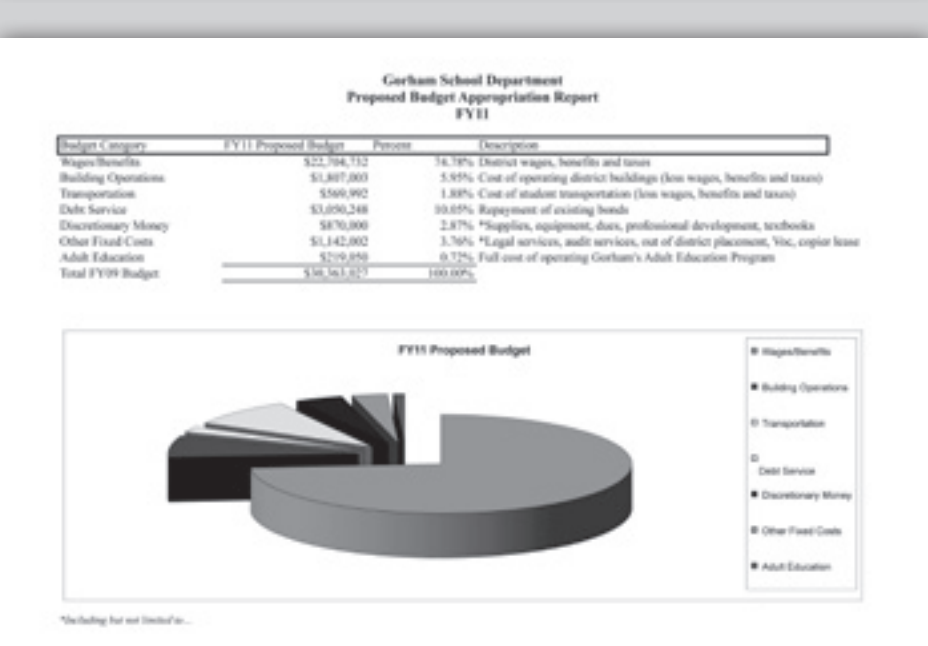 Gorham School Department
Proposed Budget Appropriation Report
FY11
Budget Category FY11 Proposed Budget Percent Description
Wages/Benefits $22,704,732 74.78% District wages, benefits and taxes
Building Operations $1,807,003 5.95% Cost of operating district buildings (less wages, benefits and taxes)
Transportation $569,992 1.88% Cost of student transportation (less wages, benefits and taxes)
Debt Service $3,050,248 10.05% Repayment of existing bonds
Discretionary Money $870,000 2.87% *Supplies, equipment, dues, professional development, textbooks
Other Fixed Costs $1,142,002 3.76% *Legal services, audit services, out of district placement, Voc, copier lease
Adult Education $219,050 0.72% Full cost of operating Gorham's Adult Education Program
Total FY09 Budget $30,363,027 100.00%
FY11 Proposed Budget
Wages/Benefits
Building Operations
Transportation
Debt Service
Discretionary Money
Other Fixed Costs
Adult Education
*Including but not limited to...